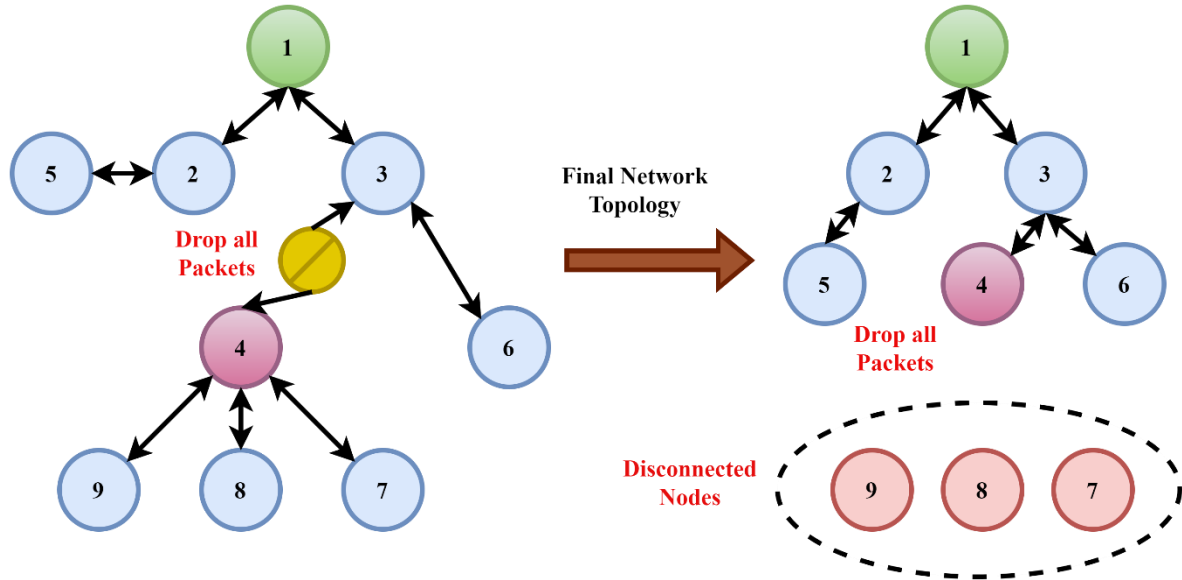 1
5
2
3
Drop all
Packets
4
6
9
8
7
Final Network
Topology
1
2
3
5
4
6
Drop all
Packets
Disconnected
Nodes
9
8
7